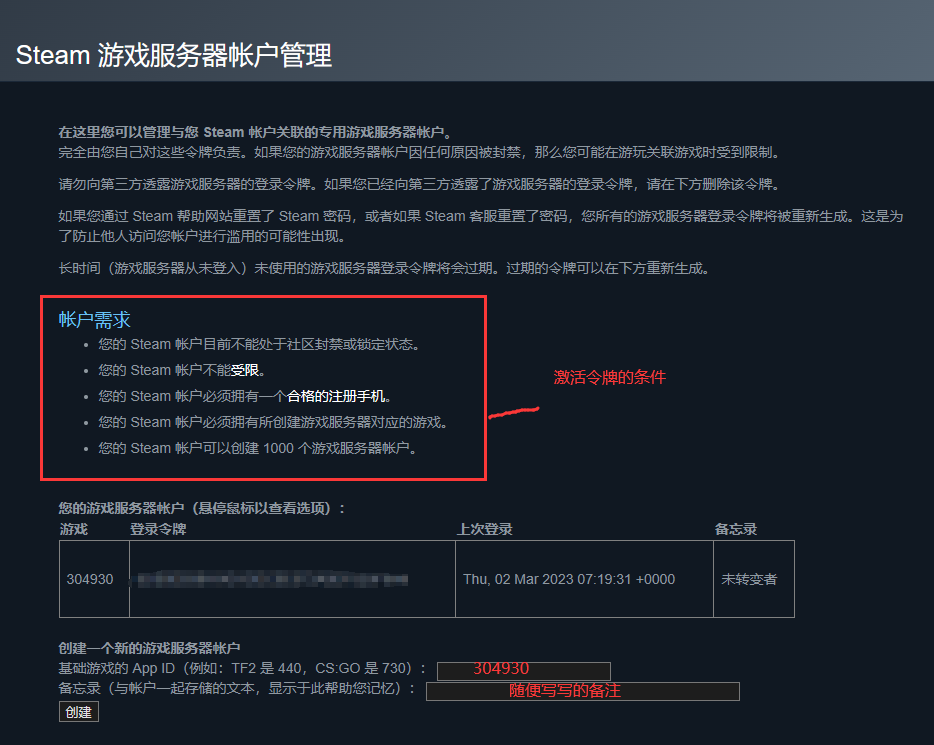 Steam 游戏服务器帐户管理
在这里您可以管理与您 Steam 帐户关联的专用游戏服务器帐户。
完全由您自己对这些令牌负责。如果您的游戏服务器帐户因任何原因被封禁，那么您可能在游玩关联游戏时受到限制。
请勿向第三方透露游戏服务器的登录令牌。如果您已经向第三方透露了游戏服务器的登录令牌，请在下方删除该令牌。
如果您通过 Steam 帮助网站重置了 Steam 密码，或者如果 Steam 客服重置了密码，您所有的游戏服务器登录令牌将被重新生成。这是为
了防止他人访问您帐户进行滥用的可能性出现。
长时间（游戏服务器从未登入）未使用的游戏服务器登录令牌将会过期。过期的令牌可以在下方重新生成。
帐户需求
您的 Steam 帐户目前不能处于社区封禁或锁定状态。
您的 Steam 帐户不能受限。
您的 Steam 帐户必须拥有一个合格的注册手机。
您的 Steam 帐户必须拥有所创建游戏服务器对应的游戏。
您的 Steam 帐户可以创建 1000 个游戏服务器帐户。
激活令牌的条件
您的游戏服务器帐户（悬停鼠标以查看选项）：
游戏 登录令牌 上次登录 备忘录
304930 Thu, 02 Mar 2023 07:19:31 +0000 未转变者
创建一个新的游戏服务器帐户
基础游戏的 App ID（例如：TF2 是 440，CS:GO 是 730）： 304930
备忘录（与帐户一起存储的文本，显示于此帮助您记忆）： 随便写写的备注
创建